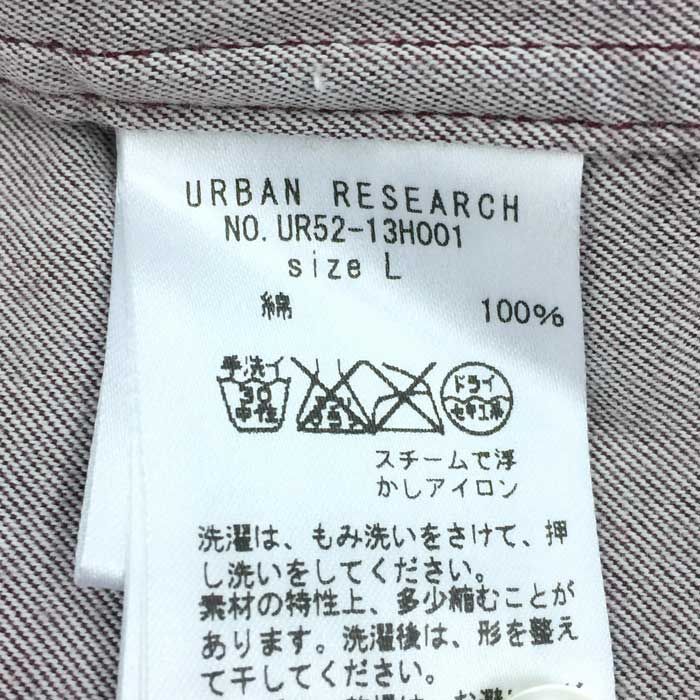 URBAN RESEARCH
NO. UR52-13H001
size L
綿 100%
手洗イ
30
中性
ドライ
セキユ系
スチームで浮
かしアイロン
洗濯は、もみ洗いをさけて、押
し洗いをしてください。
素材の特性上、多少縮むことが
あります。洗濯後は、形を整え
て干してください。